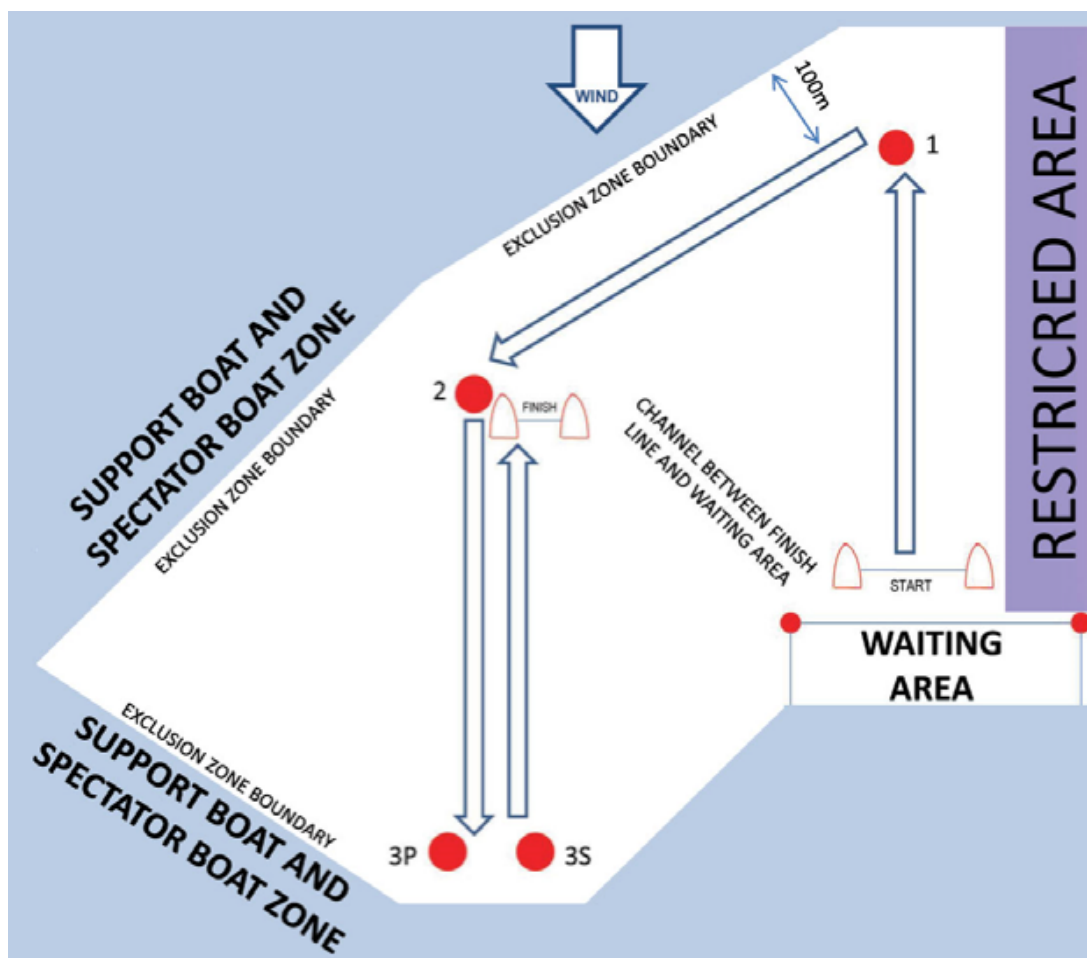 WIND
100m
1
EXCLUSION ZONE BOUNDARY
RESTRICRED AREA
SUPPORT BOAT AND
SPECTATOR BOAT ZONE
EXCLUSION ZONE BOUNDARY
2
FINISH
CHANNEL BETWEEN FINISH
LINE AND WAITING AREA
START
WAITING
AREA
EXCLUSION ZONE BOUNDARY
SUPPORT BOAT AND
SPECTATOR BOAT ZONE
3P
3S